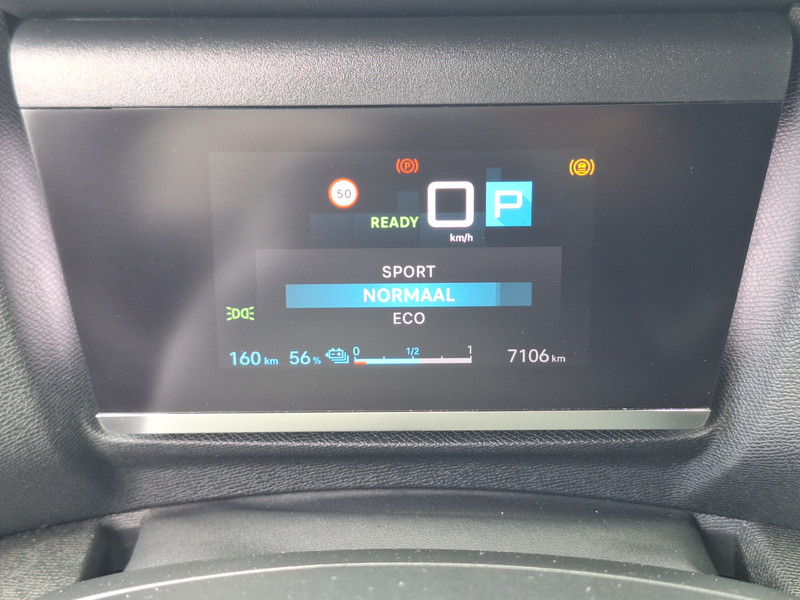 (P)
50
READY 0 P
km/h
SPORT
NORMAAL
ECO
160 km 56 % 0 1/2 1 7106 km